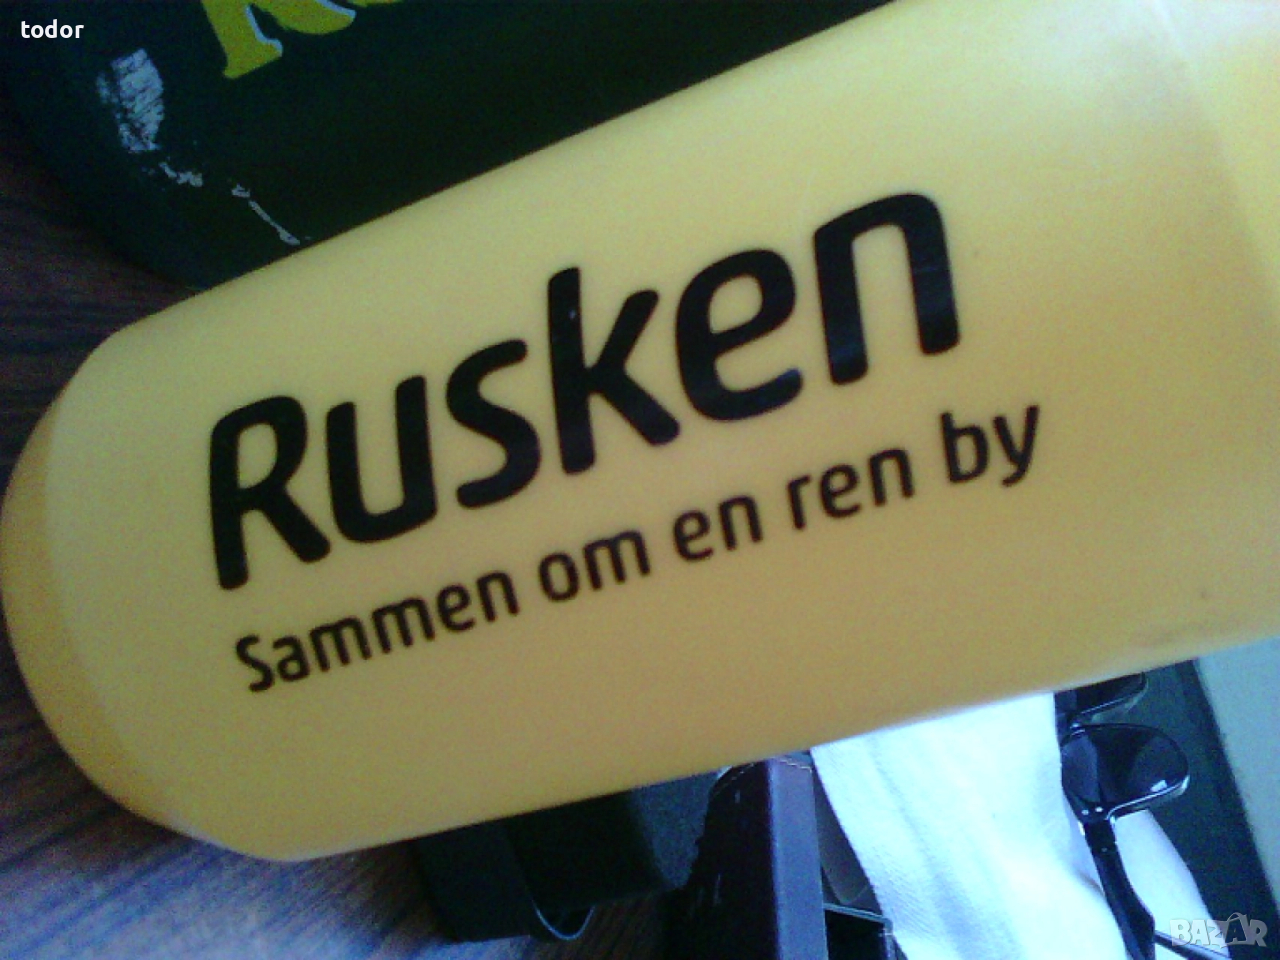 todor
Rusken
Sammen om en ren by
BAZAR